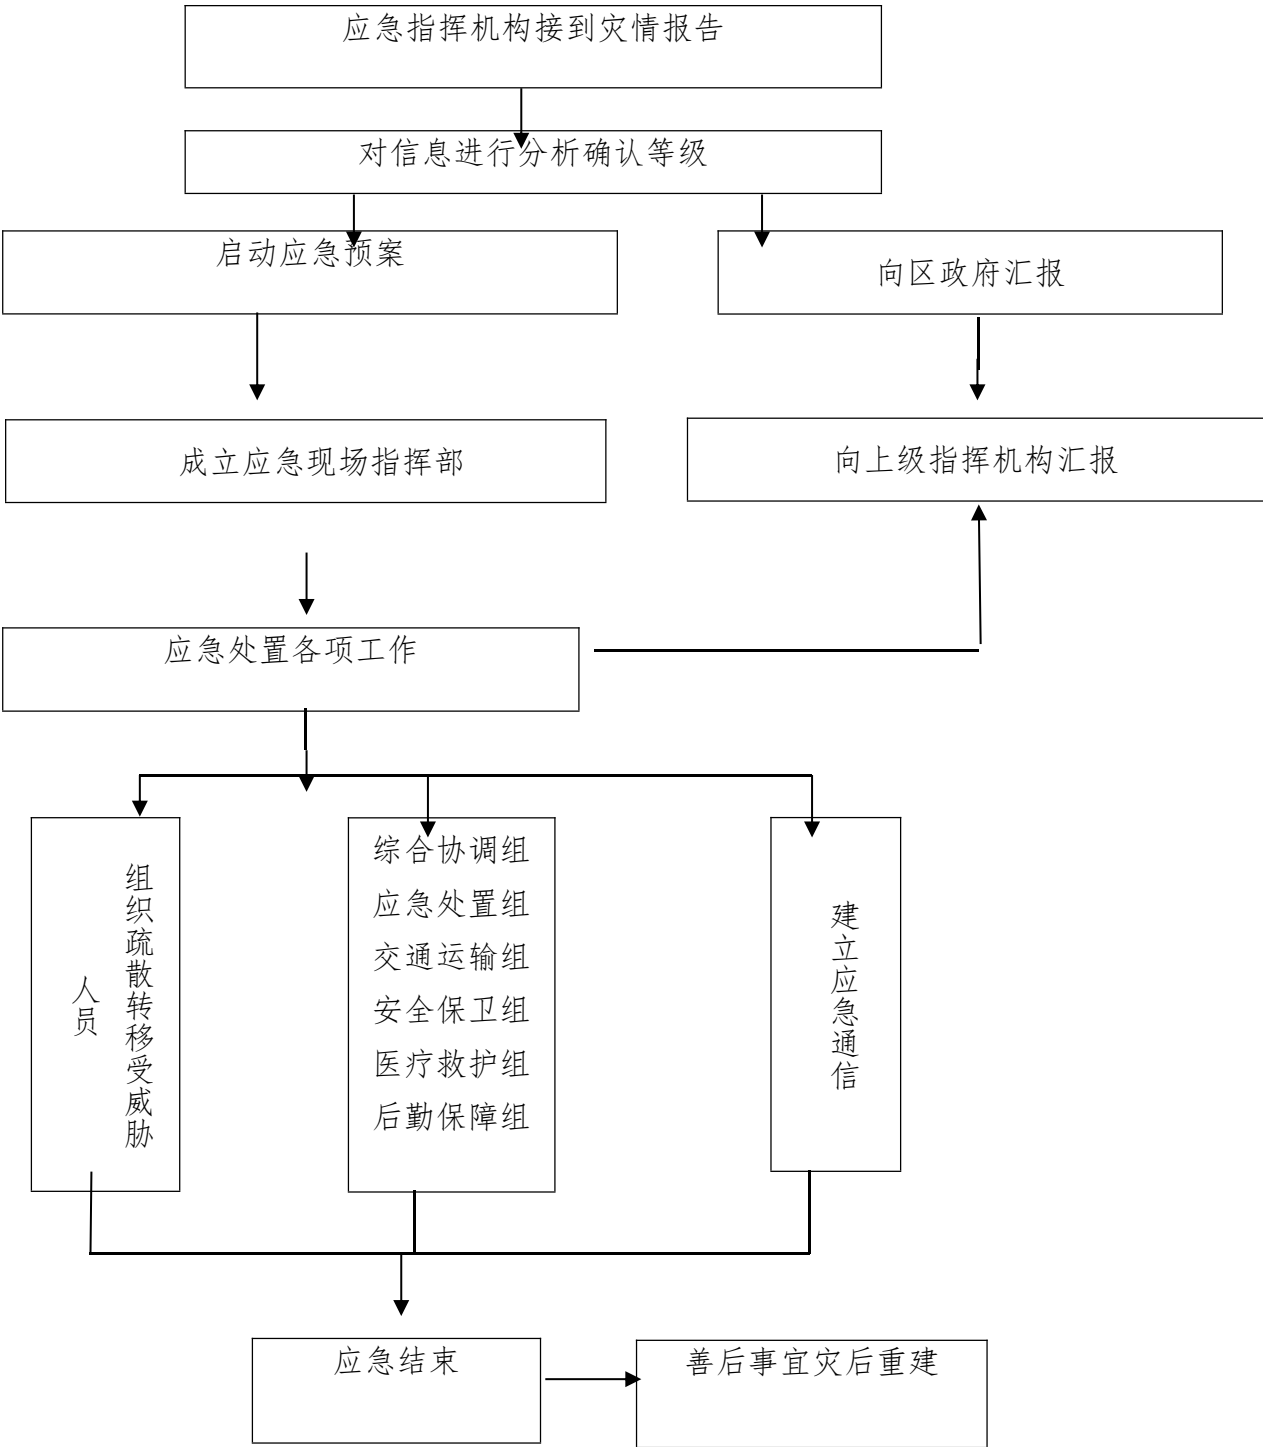 应急指挥机构接到灾情报告
对信息进行分析确认等级
启动应急预案
向区政府汇报
成立应急现场指挥部
向上级指挥机构汇报
应急处置各项工作
组织疏散转移受威胁
人员
综合协调组
应急处置组
交通运输组
安全保卫组
医疗救护组
后勤保障组
建立应急通信
应急结束
善后事宜灾后重建